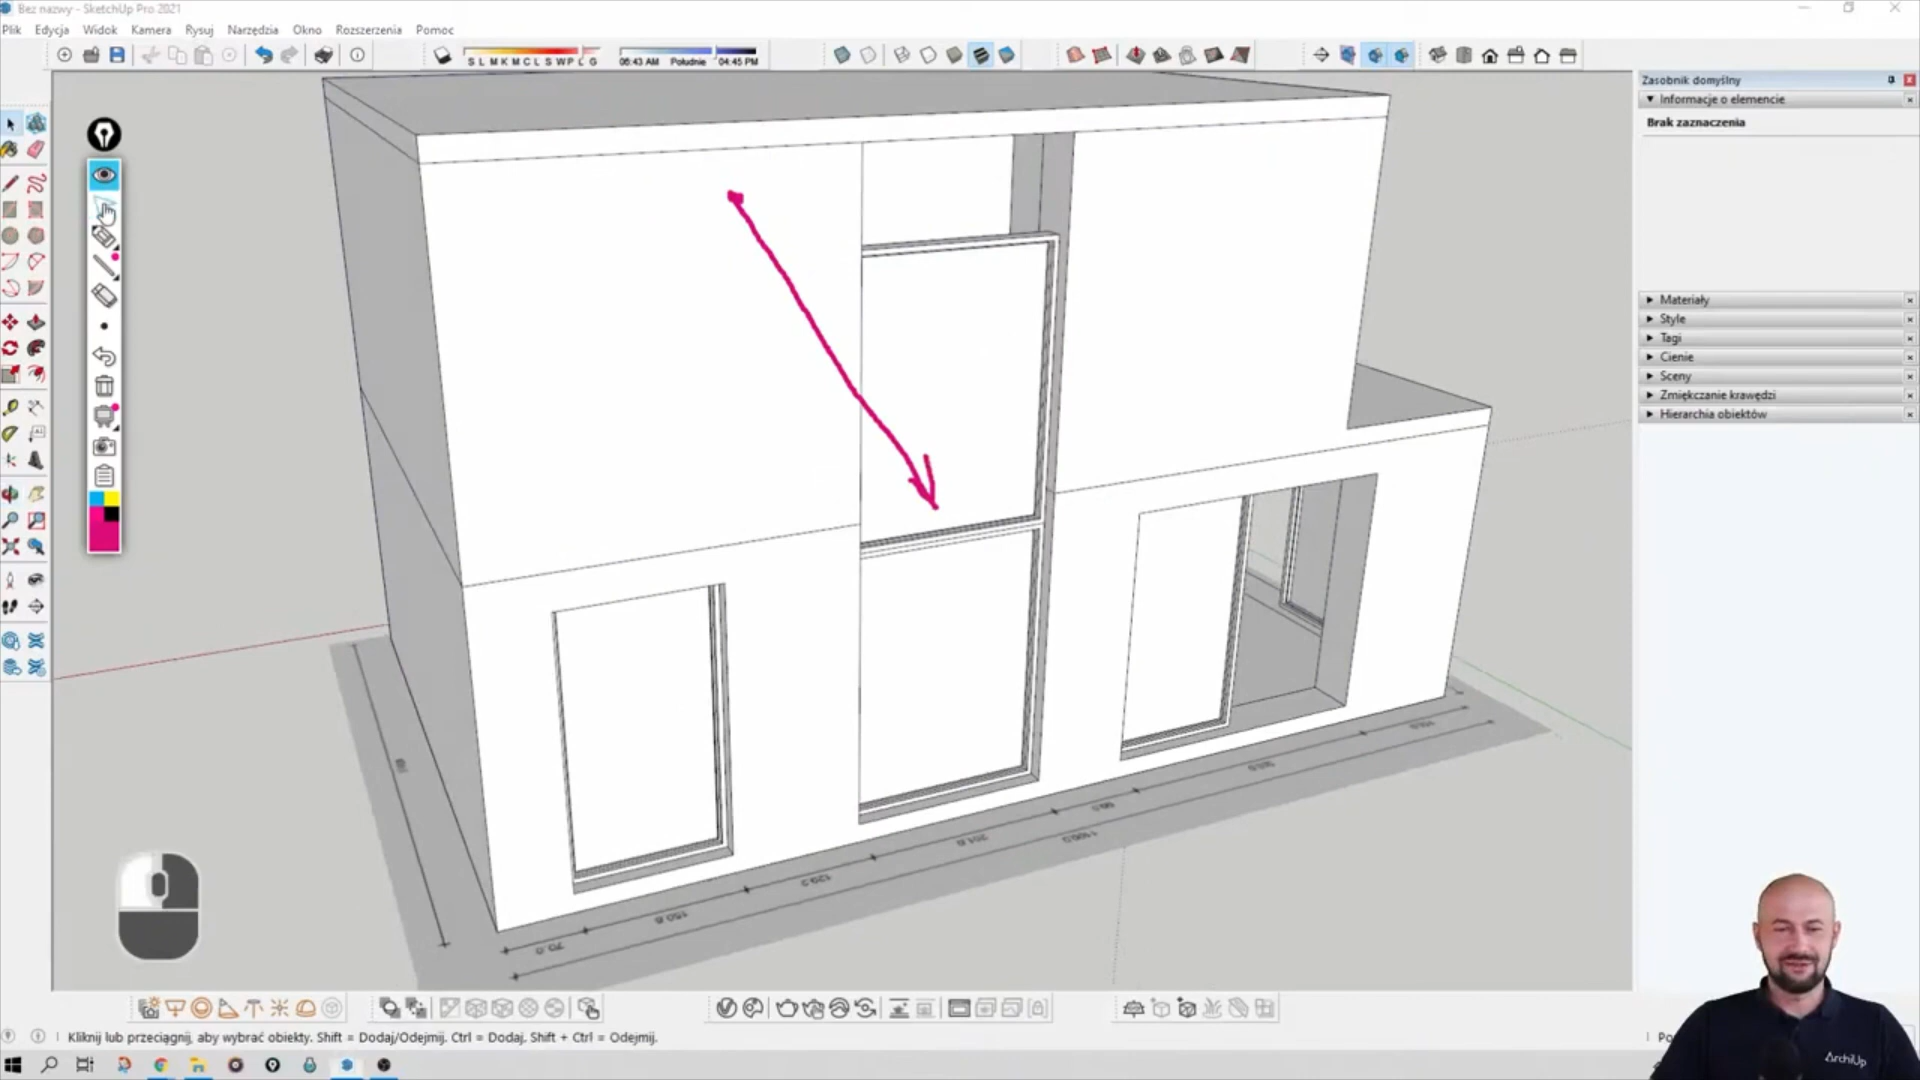 Bez nazwy - SketchUp Pro 2021
Plik Edycja Widok Kamera Rysuj Narzędzia Okno Rozszerzenia Pomoc
06:43 AM Południe 04:45 PM
Zasobnik domyślny
Informacje o elemencie
Brak zaznaczenia
Materiały
Style
Tagi
Cienie
Sceny
Zmiękczanie krawędzi
Hierarchia obiektów
Kliknij lub przeciągnij, aby wybrać obiekty. Shift = Dodaj/Odejmij. Ctrl = Dodaj. Shift + Ctrl = Odejmij.
ArchiUp